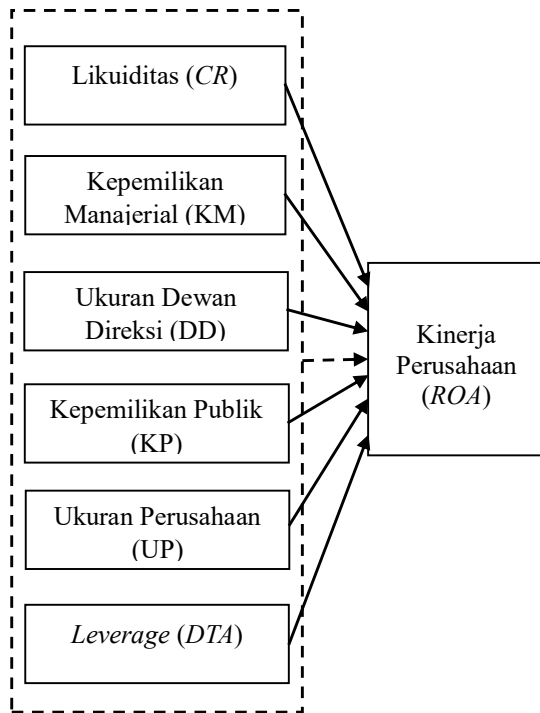 Likuiditas (CR)
Kepemilikan
Manajerial (KM)
Ukuran Dewan
Direksi (DD)
Kepemilikan Publik
(KP)
Ukuran Perusahaan
(UP)
Leverage (DTA)
Kinerja
Perusahaan
(ROA)